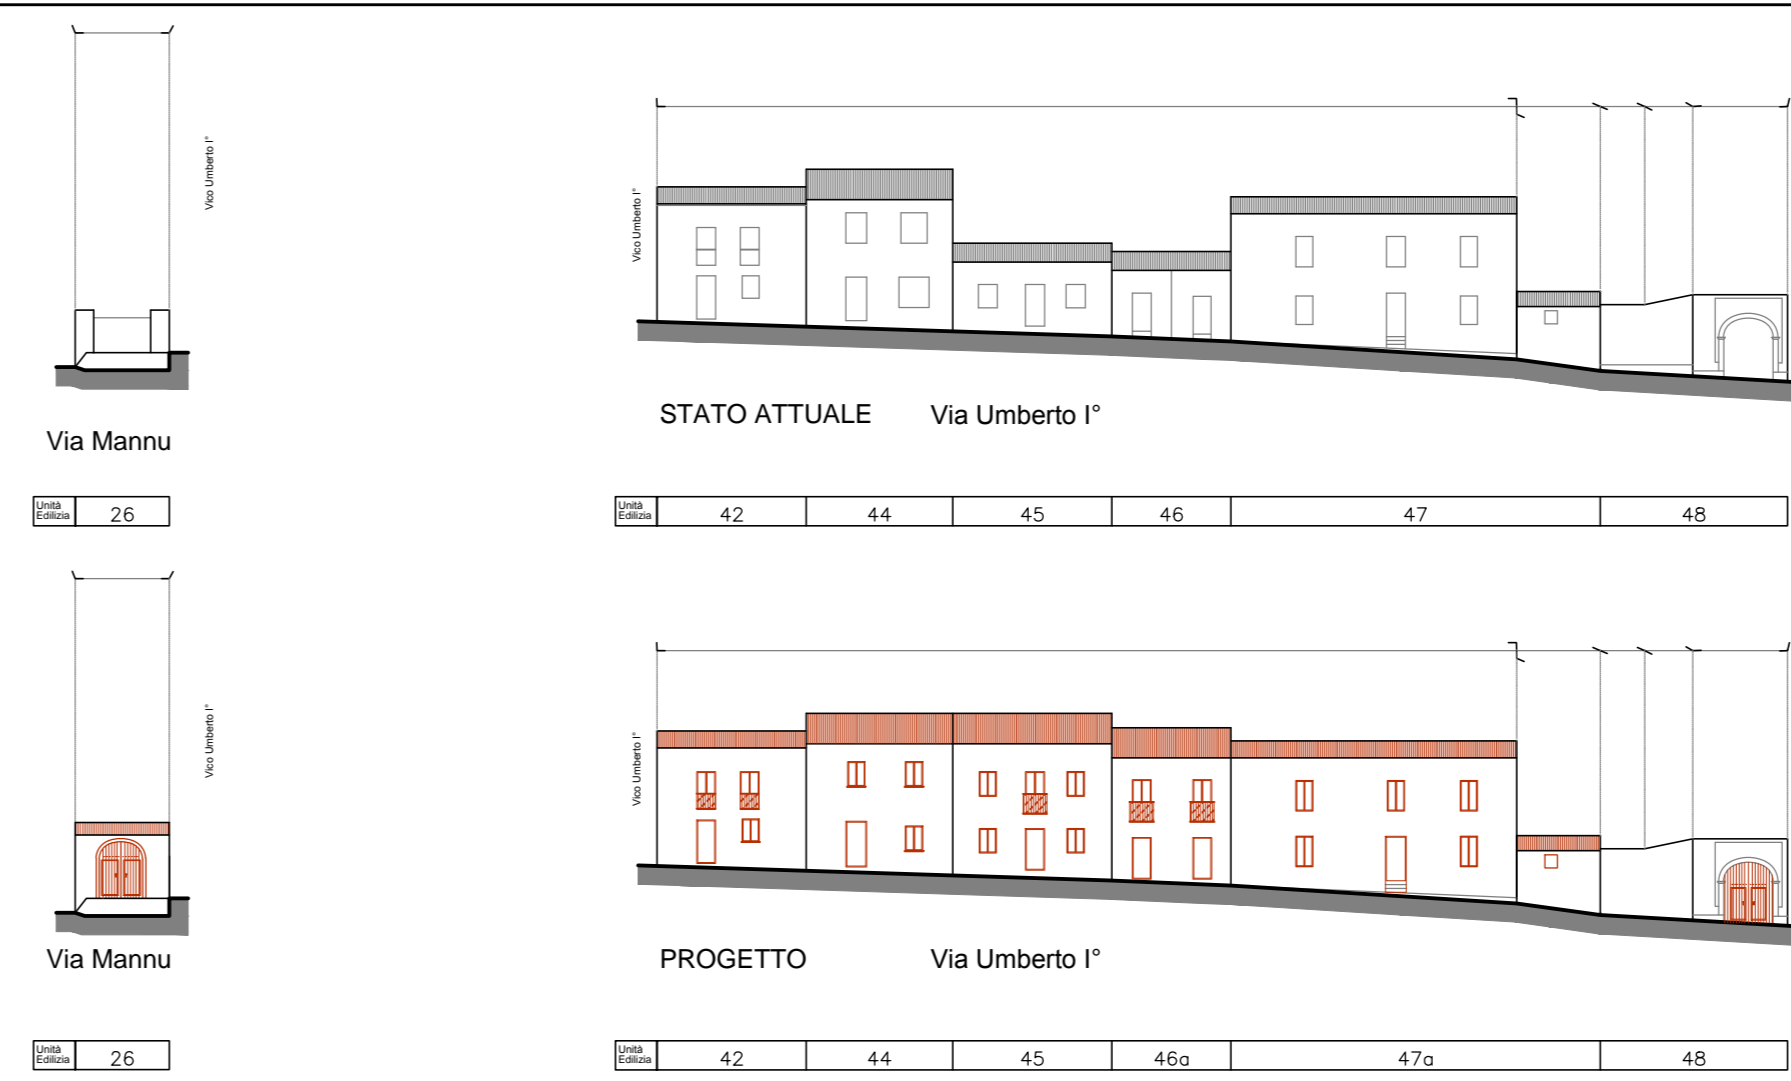 Vico Umberto I°
Vico Umberto I°
STATO ATTUALE Via Umberto I°
Via Mannu
Unità
Edilizia 26
Unità
Edilizia 42 44 45 46 47 48
Vico Umberto I°
Vico Umberto I°
Via Mannu
PROGETTO Via Umberto I°
Unità
Edilizia 26
Unità
Edilizia 42 44 45 46a 47a 48